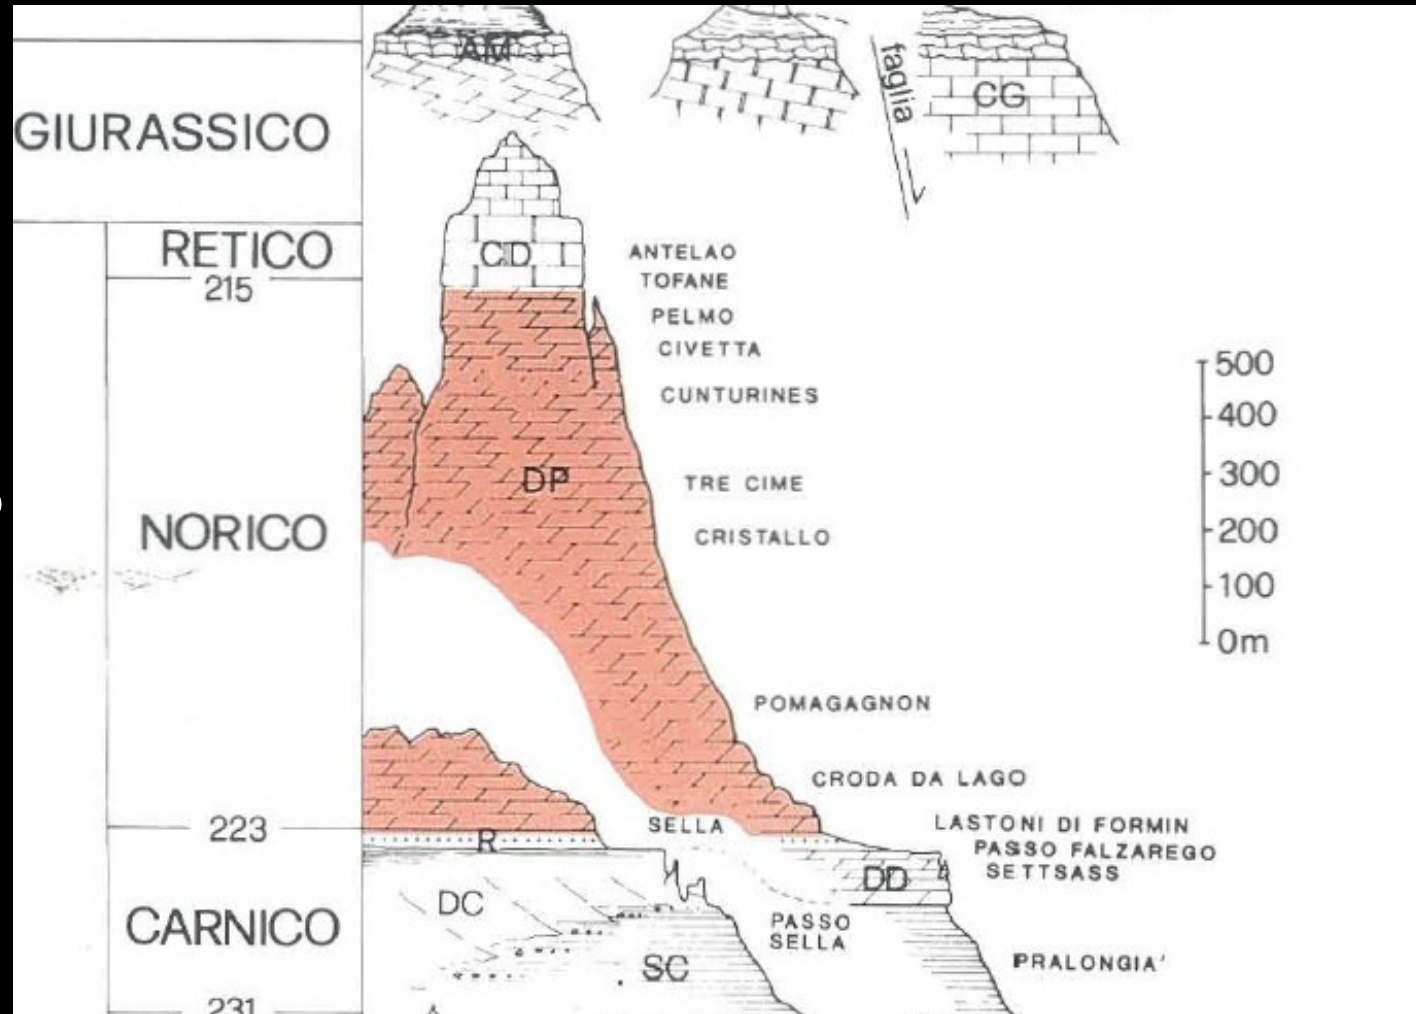 AM
faglia
CG
GIURASSICO
RETICO
CD
ANTELAO
215
TOFANE
PELMO
CIVETTA
500
CUNTURINES
400
DP
TRE CIME
300
NORICO
CRISTALLO
200
100
0m
POMAGAGNON
CRODA DA LAGO
223
SELLA
LASTONI DI FORMIN
R
PASSO FALZAREGO
SETTSASS
DD
DC
CARNICO
PASSO
SELLA
SC
PRALONGIA'
231